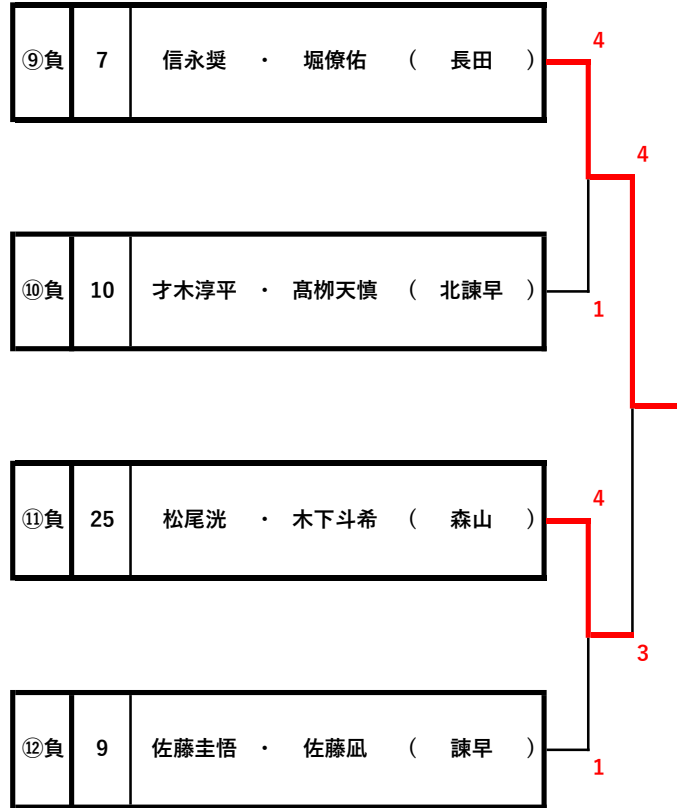 ⑨負 7 信永奨 ・ 堀僚佑 ( 長田 )
4
4
⑩負 10 才木淳平 ・ 髙栁天慎 ( 北諫早 )
1
⑪負 25 松尾洸 ・ 木下斗希 ( 森山 )
4
3
⑫負 9 佐藤圭悟 ・ 佐藤凪 ( 諫早 )
1